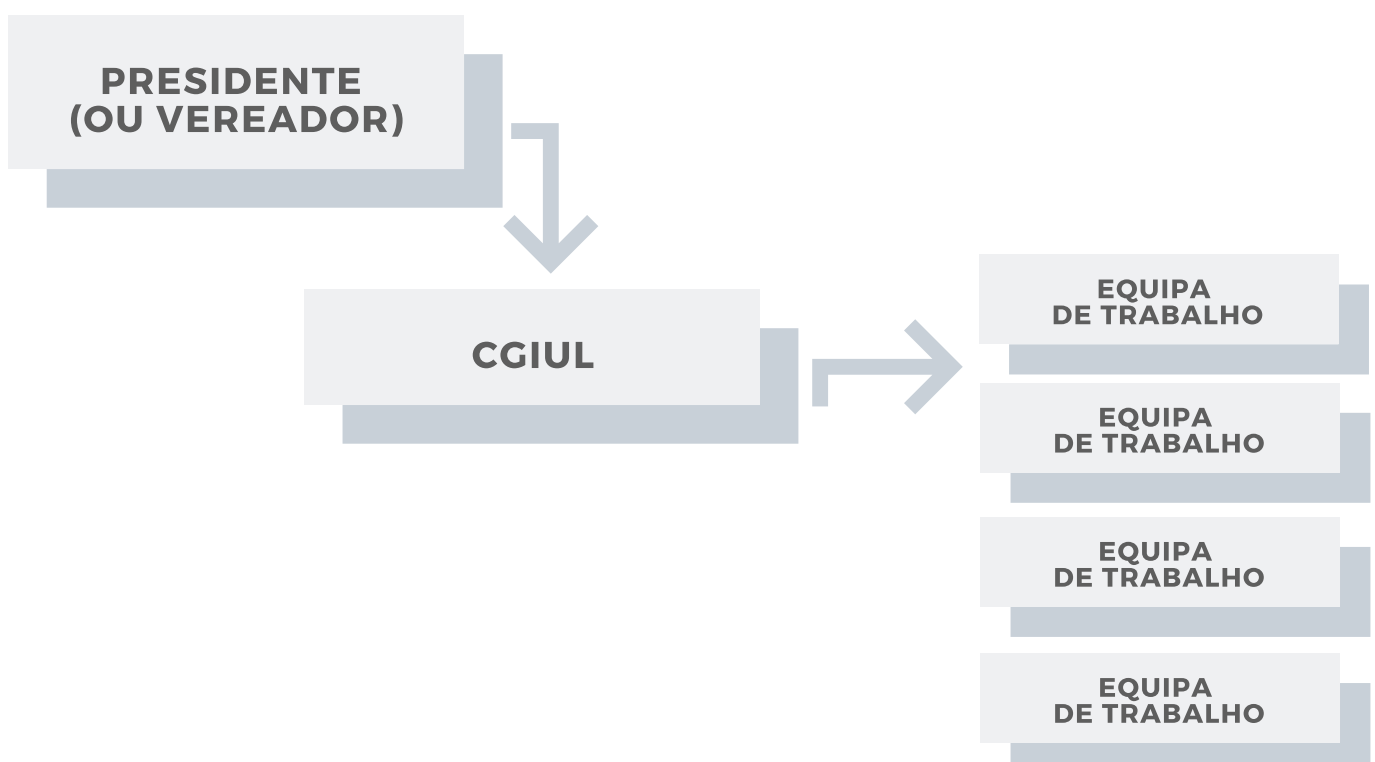 PRESIDENTE
(OU VEREADOR)
CGIUL
EQUIPA
DE TRABALHO
EQUIPA
DE TRABALHO
EQUIPA
DE TRABALHO
EQUIPA
DE TRABALHO